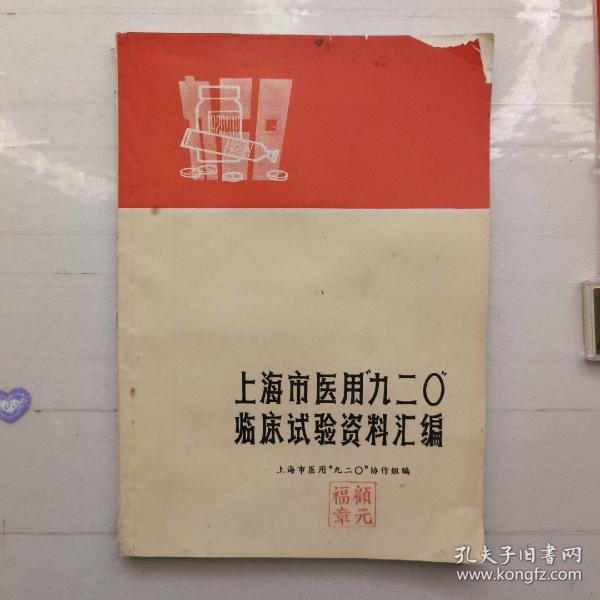 上海市医用"九二〇"
临床试验资料汇编
上海市医用"九二〇"协作组编
顧元
福章
孔夫子旧书网
www.kongfz.com